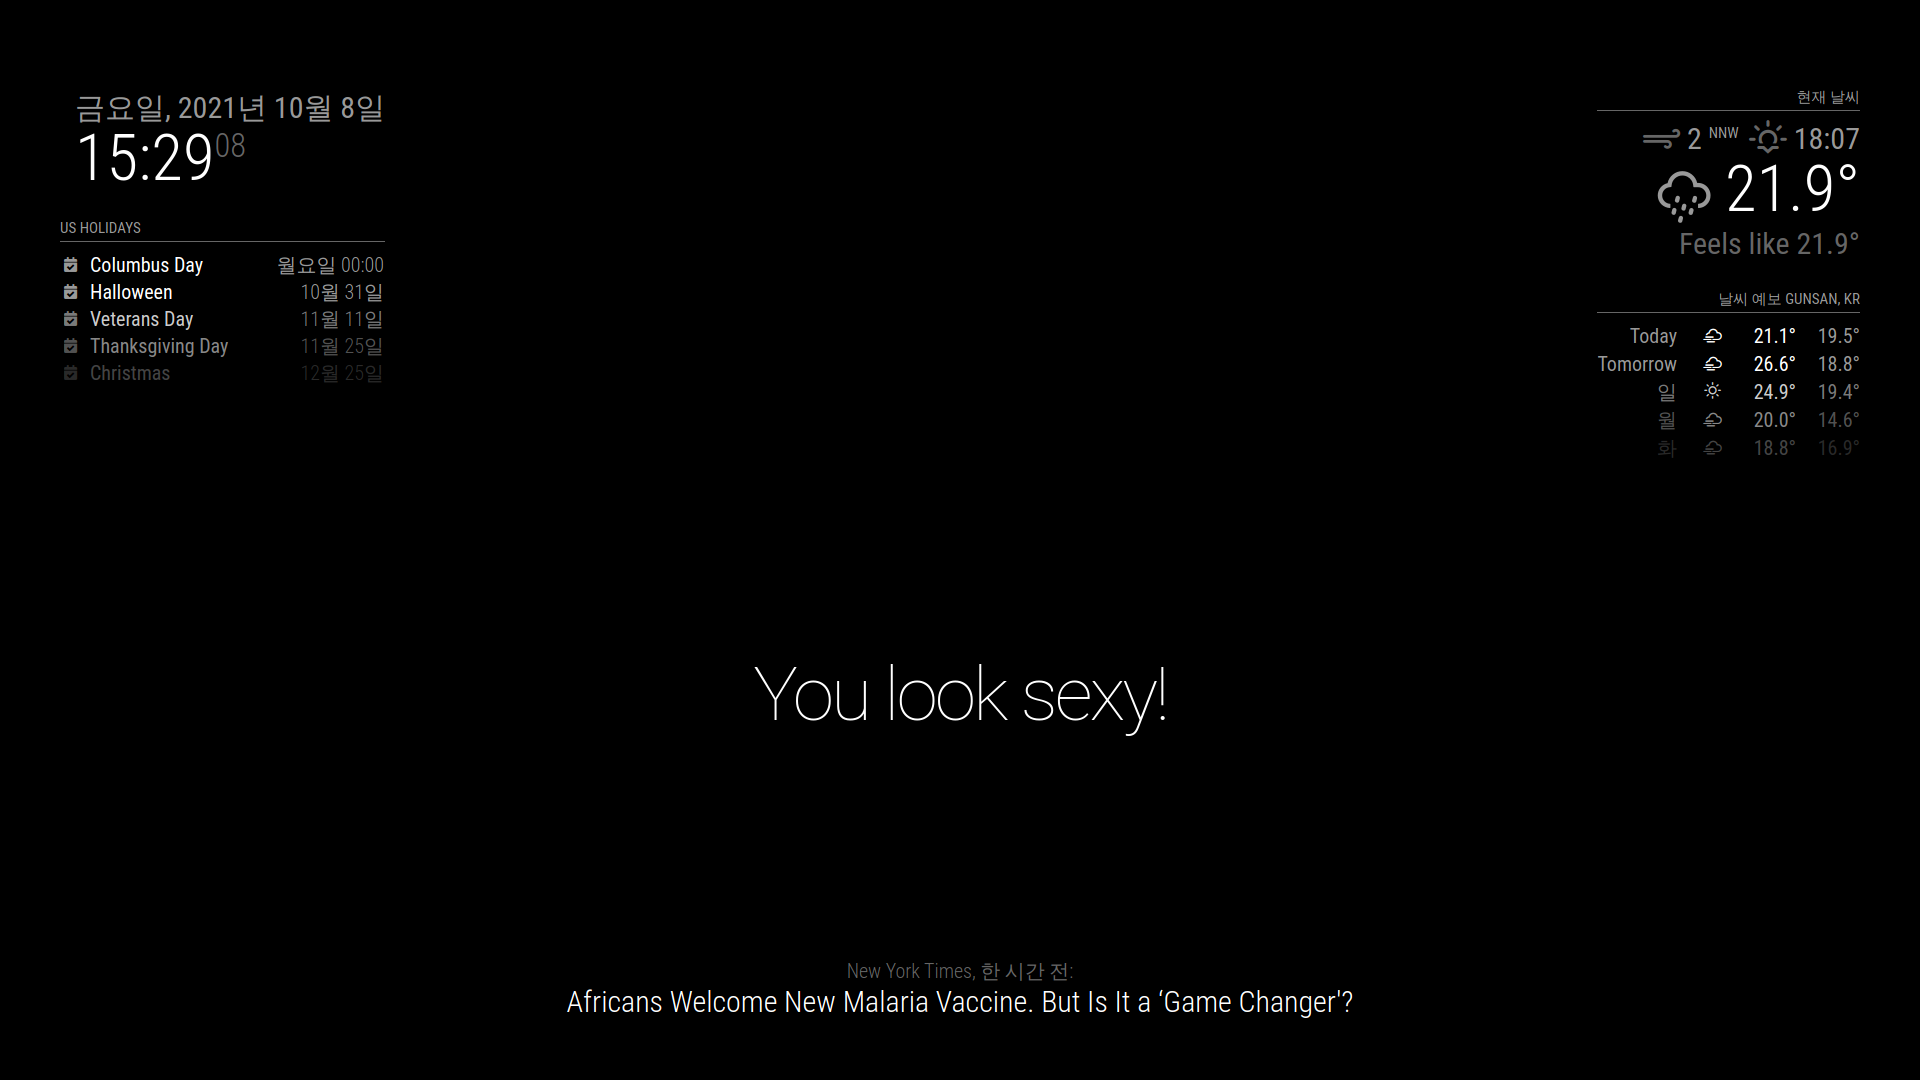 금요일, 2021년 10월 8일
15:29 08
US HOLIDAYS
Columbus Day 월요일 00:00
Halloween 10월 31일
Veterans Day 11월 11일
Thanksgiving Day 11월 25일
Christmas 12월 25일
현재 날씨
2 NNW 18:07
21.9°
Feels like 21.9°
날씨 예보 GUNSAN, KR
Today 21.1° 19.5°
Tomorrow 26.6° 18.8°
일 24.9° 19.4°
월 20.0° 14.6°
화 18.8° 16.9°
You look sexy!
New York Times, 한 시간 전:
Africans Welcome New Malaria Vaccine. But Is It a ‘Game Changer'?